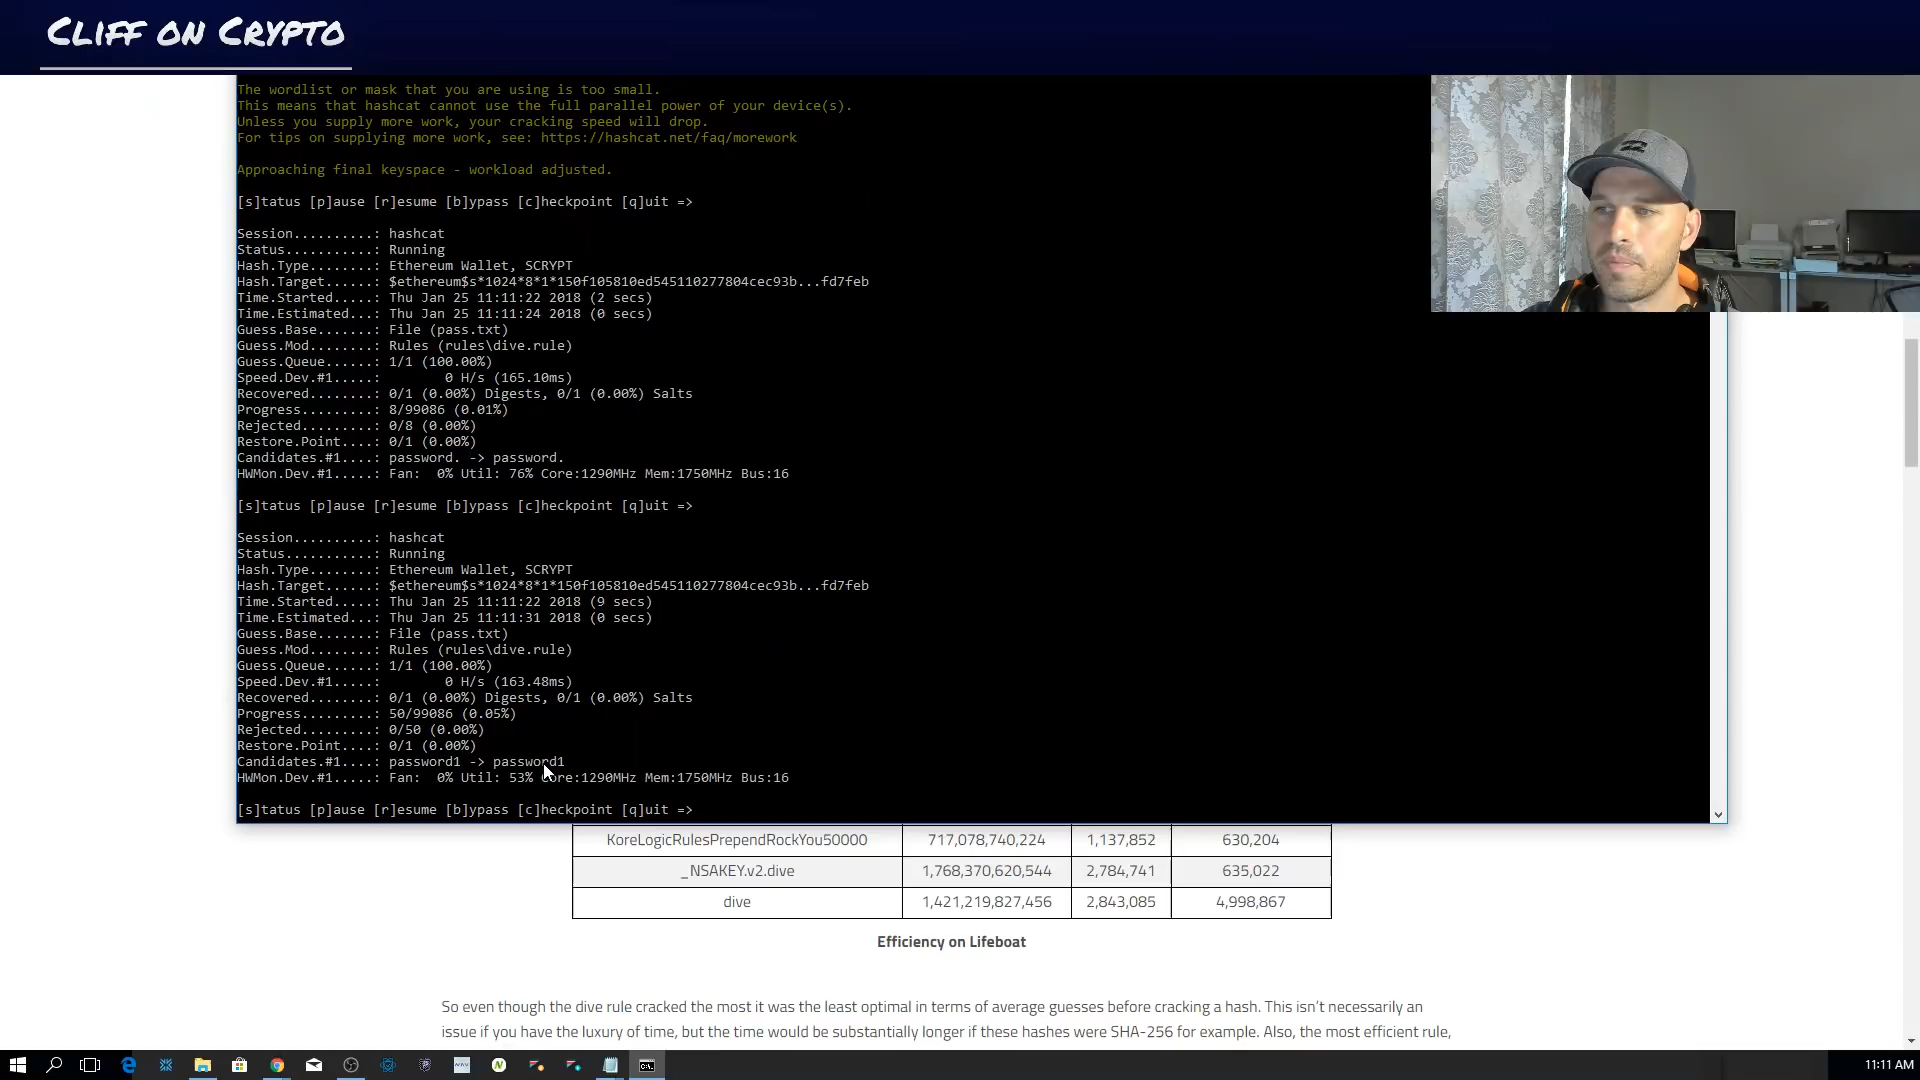 Cliff on Crypto
The wordlist or mask that you are using is too small.
This means that hashcat cannot use the full parallel power of your device(s).
Unless you supply more work, your cracking speed will drop.
For tips on supplying more work, see: https://hashcat.net/faq/morework
Approaching final keyspace - workload adjusted.
[s]tatus [p]ause [r]esume [b]ypass [c]heckpoint [q]uit =>
Session..........: hashcat
Status...........: Running
Hash.Type........: Ethereum Wallet, SCRYPT
Hash.Target......: $ethereum$s*1024*8*1*150f105810ed545110277804cec93b...fd7feb
Time.Started.....: Thu Jan 25 11:11:22 2018 (2 secs)
Time.Estimated...: Thu Jan 25 11:11:24 2018 (0 secs)
Guess.Base.......: File (pass.txt)
Guess.Mod........: Rules (rules\dive.rule)
Guess.Queue......: 1/1 (100.00%)
Speed.Dev.#1.....:        0 H/s (165.10ms)
Recovered........: 0/1 (0.00%) Digests, 0/1 (0.00%) Salts
Progress.........: 8/99086 (0.01%)
Rejected.........: 0/8 (0.00%)
Restore.Point....: 0/1 (0.00%)
Candidates.#1....: password. -> password.
HWMon.Dev.#1.....: Fan:  0% Util: 76% Core:1290MHz Mem:1750MHz Bus:16
[s]tatus [p]ause [r]esume [b]ypass [c]heckpoint [q]uit =>
Session..........: hashcat
Status...........: Running
Hash.Type........: Ethereum Wallet, SCRYPT
Hash.Target......: $ethereum$s*1024*8*1*150f105810ed545110277804cec93b...fd7feb
Time.Started.....: Thu Jan 25 11:11:22 2018 (9 secs)
Time.Estimated...: Thu Jan 25 11:11:31 2018 (0 secs)
Guess.Base.......: File (pass.txt)
Guess.Mod........: Rules (rules\dive.rule)
Guess.Queue......: 1/1 (100.00%)
Speed.Dev.#1.....:        0 H/s (163.48ms)
Recovered........: 0/1 (0.00%) Digests, 0/1 (0.00%) Salts
Progress.........: 50/99086 (0.05%)
Rejected.........: 0/50 (0.00%)
Restore.Point....: 0/1 (0.00%)
Candidates.#1....: password1 -> password1
HWMon.Dev.#1.....: Fan:  0% Util: 53% Core:1290MHz Mem:1750MHz Bus:16
[s]tatus [p]ause [r]esume [b]ypass [c]heckpoint [q]uit =>
KoreLogicRulesPrependRockYou50000 717,078,740,224 1,137,852 630,204
_NSAKEY.v2.dive 1,768,370,620,544 2,784,741 635,022
dive 1,421,219,827,456 2,843,085 4,998,867
Efficiency on Lifeboat
So even though the dive rule cracked the most it was the least optimal in terms of average guesses before cracking a hash. This isn't necessarily an
issue if you have the luxury of time, but the time would be substantially longer if these hashes were SHA-256 for example. Also, the most efficient rule,
11:11 AM